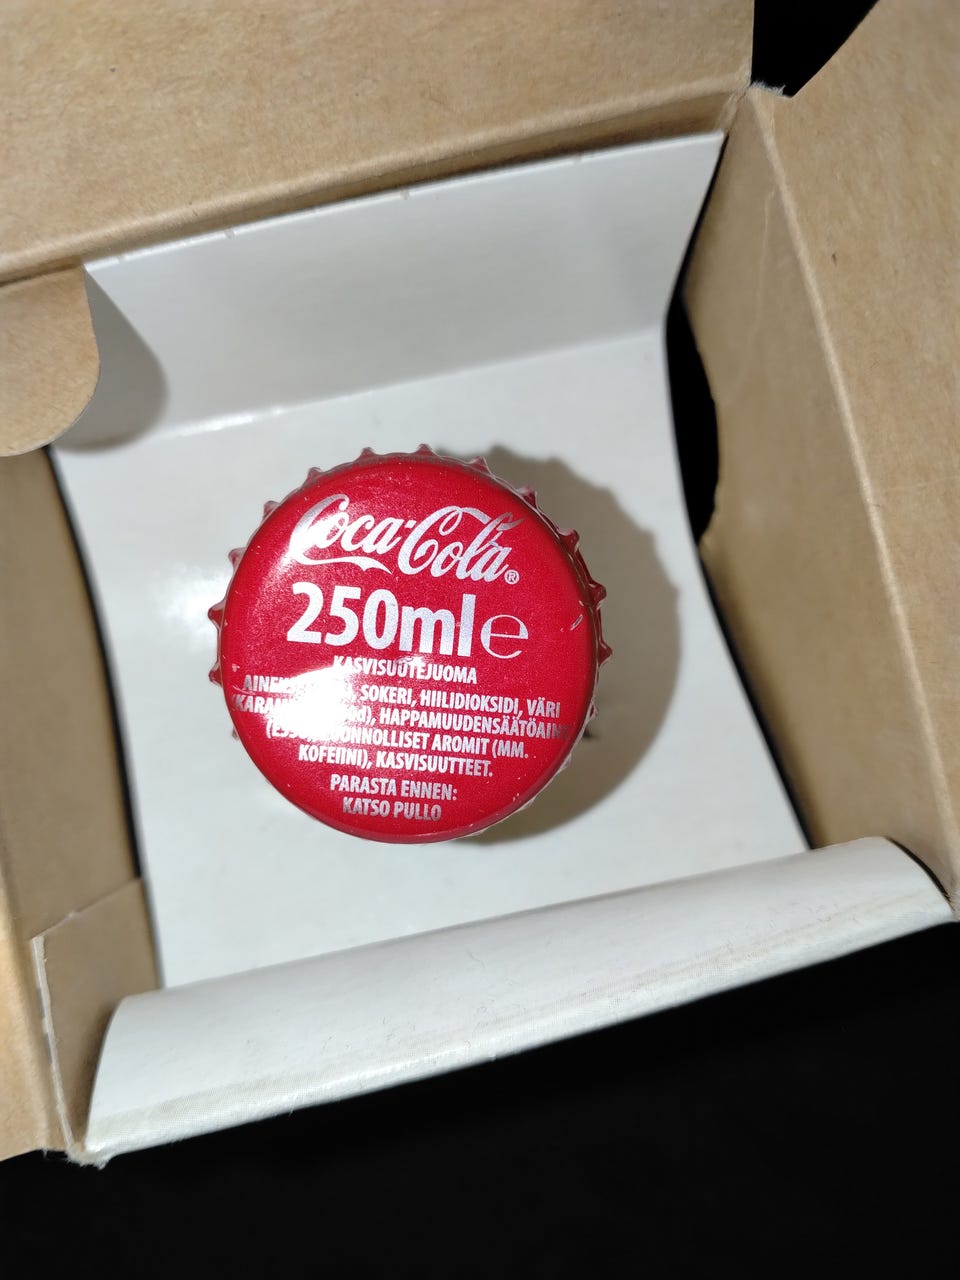 Coca-Cola®
250ml℮
KASVISUUTEJUOMA
SOKERI, HIILIDIOKSIDI, VÄRI
HAPPAMUUDENSÄÄTÖAINE
AROMIT (MM.
KOFEIINI), KASVISUUTTEET.
PARASTA ENNEN:
KATSO PULLO